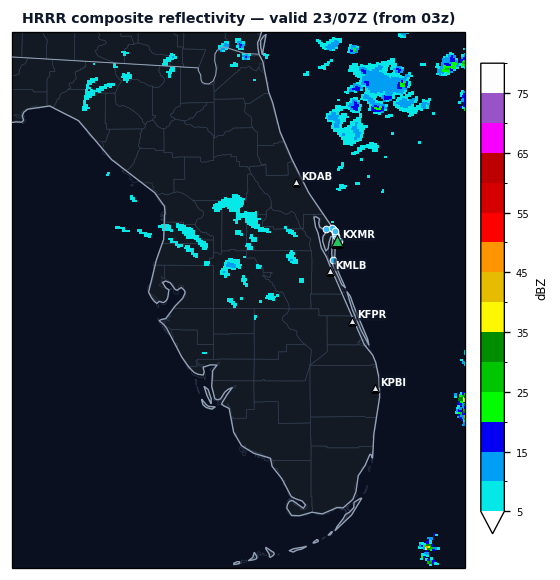 HRRR composite reflectivity — valid 23/07Z (from 03z)
KDAB
KXMR
KMLB
KFPR
KPBI
75
65
55
45
35
25
15
5
dBZ